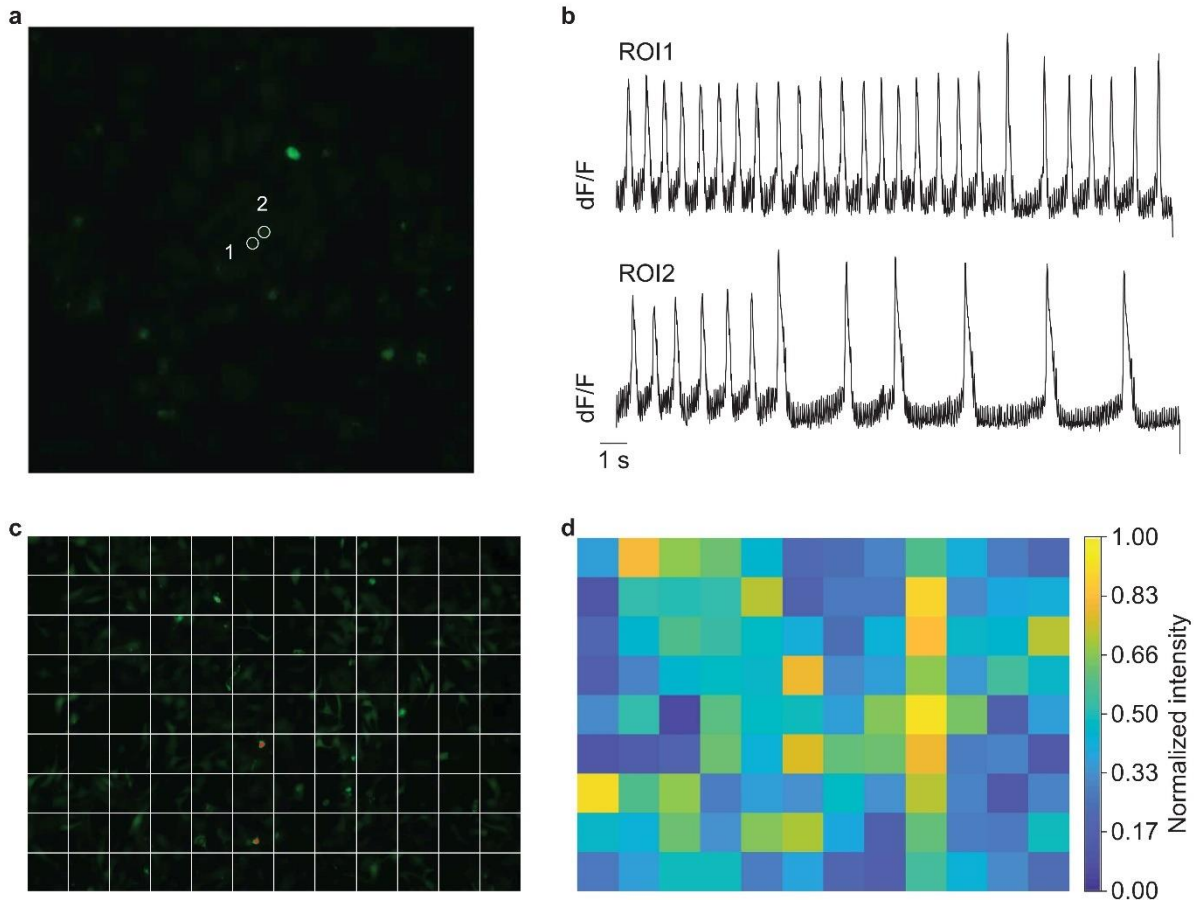 a
2
1
b
ROI1
dF/F
ROI2
dF/F
1 s
c
d
1.00
0.83
0.66
0.50
0.33
0.17
0.00
Normalized intensity